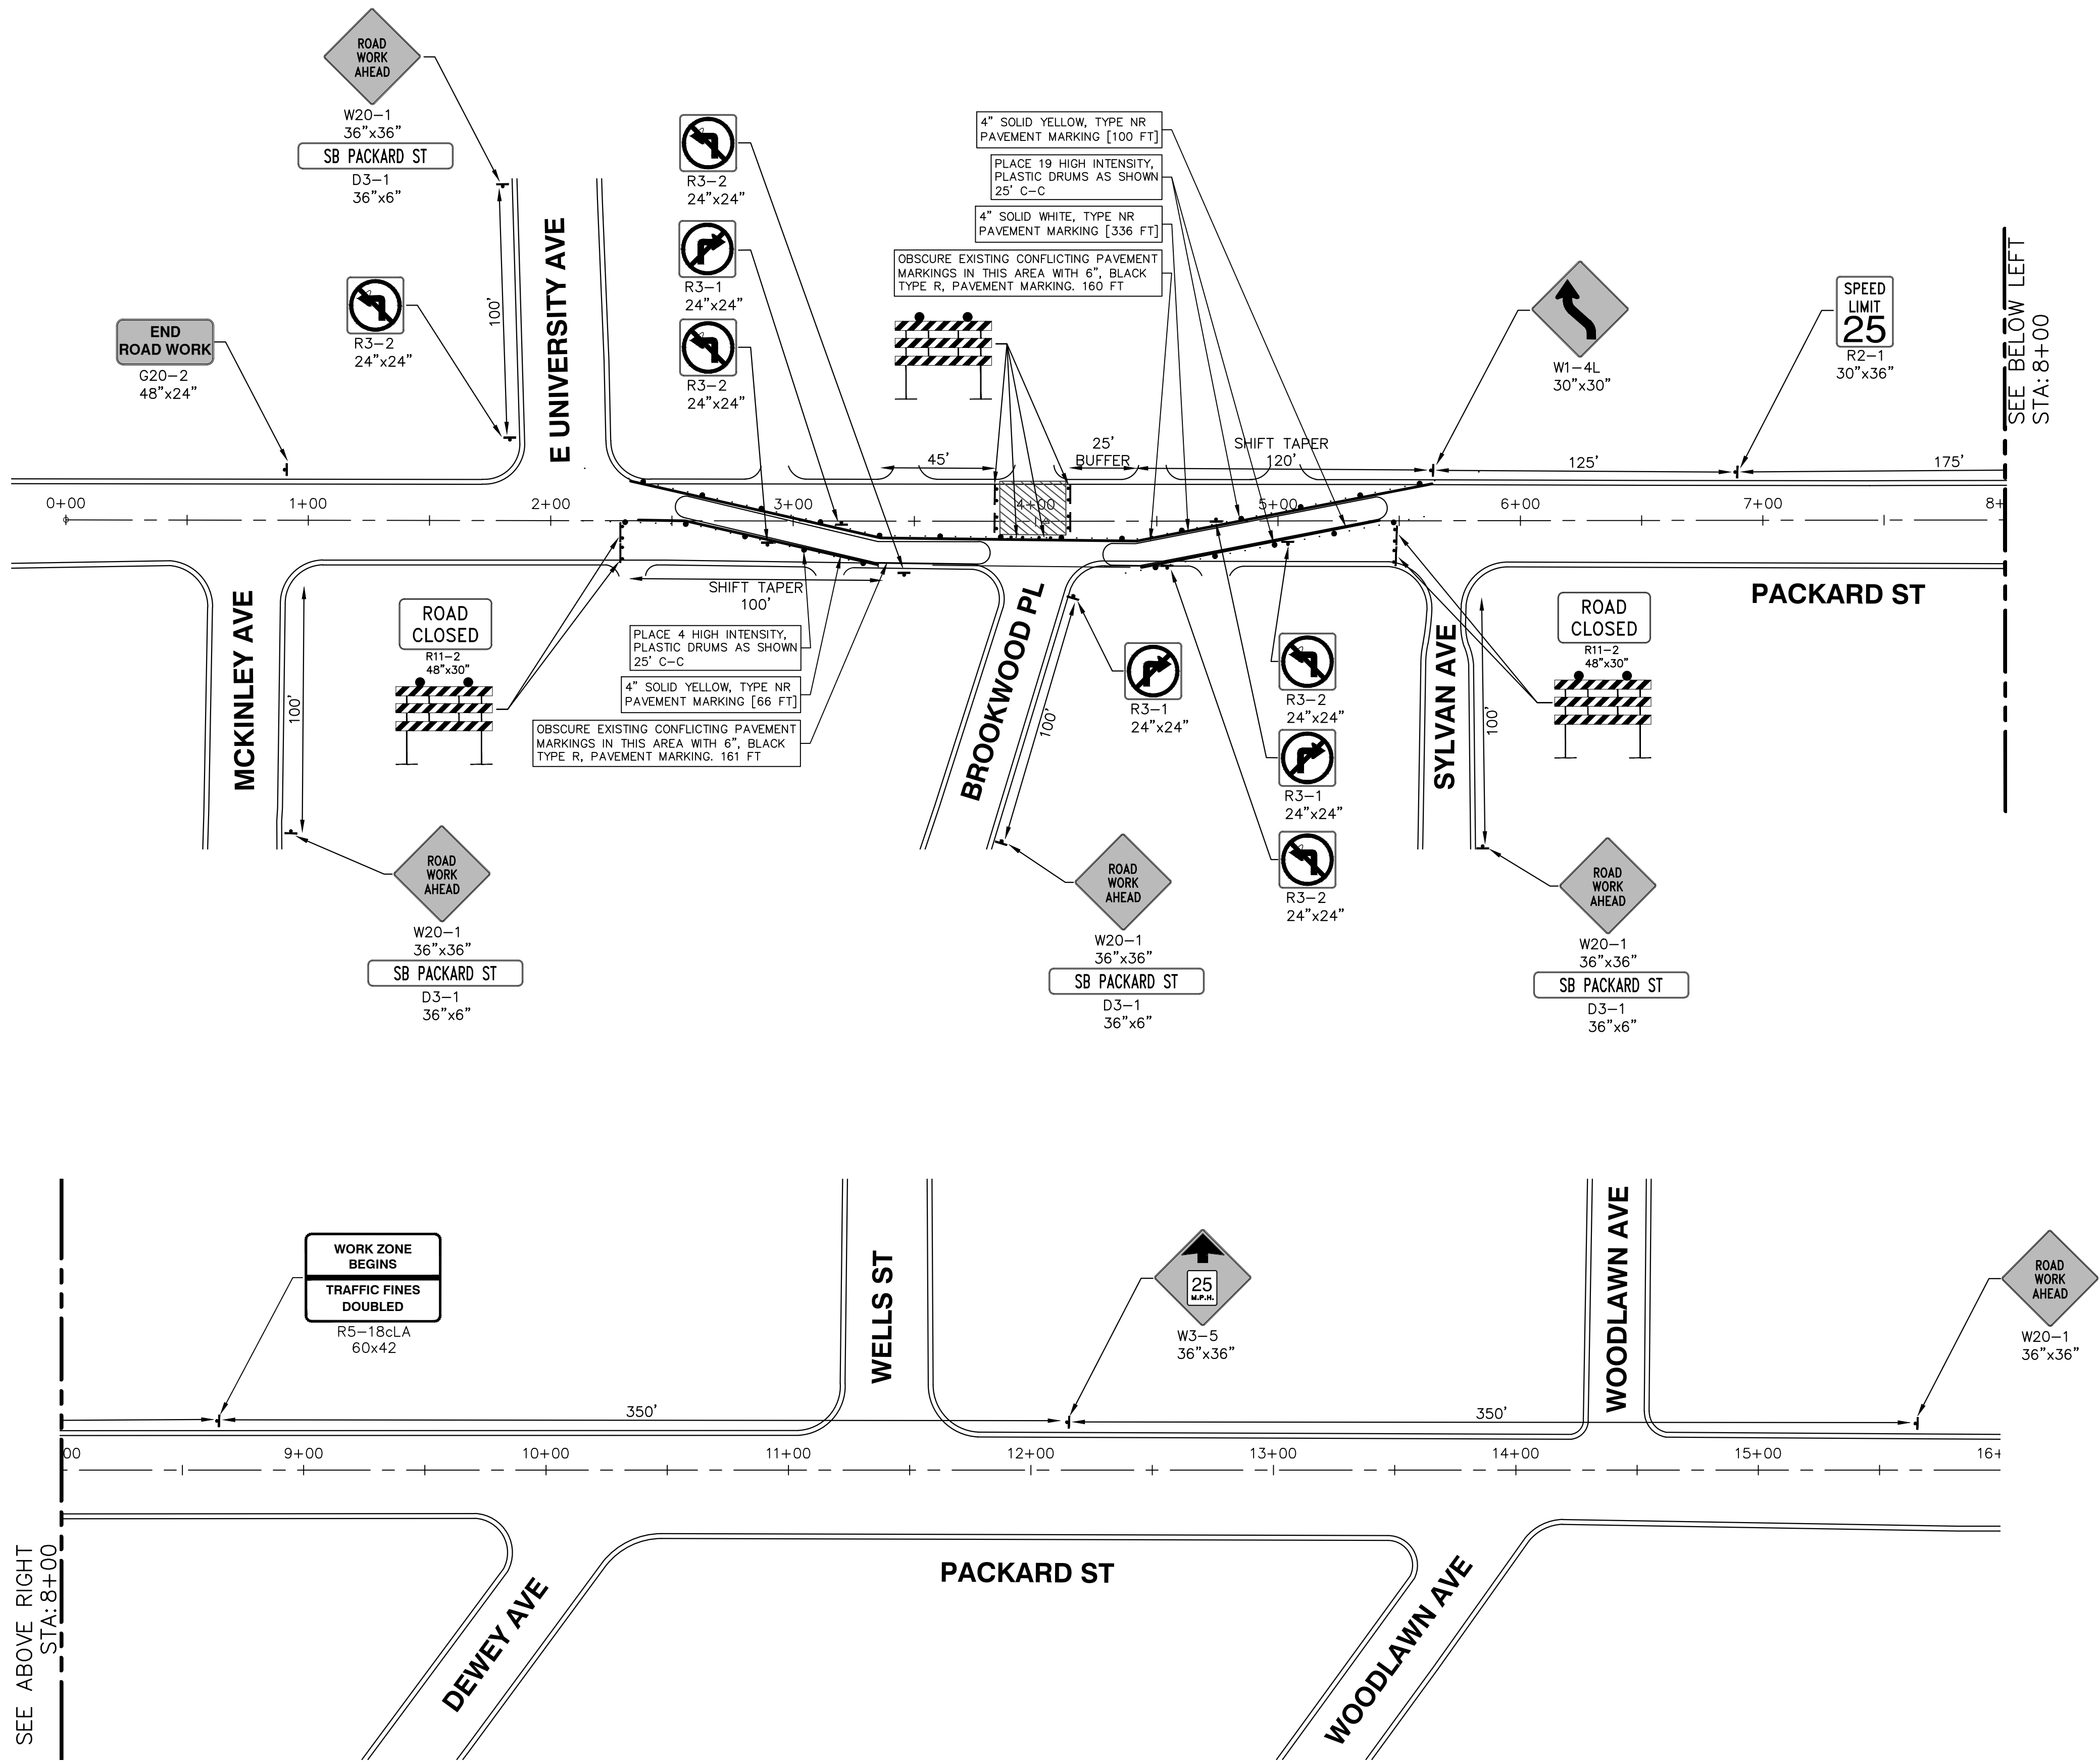 ROAD
WORK
AHEAD
W20-1
36"x36"
SB PACKARD ST
D3-1
36"x6"
100'
R3-2
24"x24"
END
ROAD WORK
G20-2
48"x24"
E UNIVERSITY AVE
R3-2
24"x24"
R3-1
24"x24"
R3-2
24"x24"
4" SOLID YELLOW, TYPE NR
PAVEMENT MARKING [100 FT]
PLACE 19 HIGH INTENSITY,
PLASTIC DRUMS AS SHOWN
25' C-C
4" SOLID WHITE, TYPE NR
PAVEMENT MARKING [336 FT]
OBSCURE EXISTING CONFLICTING PAVEMENT
MARKINGS IN THIS AREA WITH 6", BLACK
TYPE R, PAVEMENT MARKING. 160 FT
W1-4L
30"x30"
SPEED
LIMIT
25
R2-1
30"x36"
SEE BELOW LEFT
STA: 8+00
45'
25'
BUFFER
SHIFT TAPER
120'
125'
175'
0+00
1+00
2+00
3+00
4+00
5+00
6+00
7+00
8+
SHIFT TAPER
100'
MCKINLEY AVE
100'
ROAD
CLOSED
R11-2
48"x30"
PLACE 4 HIGH INTENSITY,
PLASTIC DRUMS AS SHOWN
25' C-C
4" SOLID YELLOW, TYPE NR
PAVEMENT MARKING [66 FT]
OBSCURE EXISTING CONFLICTING PAVEMENT
MARKINGS IN THIS AREA WITH 6", BLACK
TYPE R, PAVEMENT MARKING. 161 FT
BROOKWOOD PL
100'
R3-1
24"x24"
R3-2
24"x24"
R3-1
24"x24"
R3-2
24"x24"
SYLVAN AVE
100'
ROAD
CLOSED
R11-2
48"x30"
PACKARD ST
ROAD
WORK
AHEAD
W20-1
36"x36"
SB PACKARD ST
D3-1
36"x6"
ROAD
WORK
AHEAD
W20-1
36"x36"
SB PACKARD ST
D3-1
36"x6"
ROAD
WORK
AHEAD
W20-1
36"x36"
SB PACKARD ST
D3-1
36"x6"
WORK ZONE
BEGINS
TRAFFIC FINES
DOUBLED
R5-18cLA
60x42
WELLS ST
25
M.P.H.
W3-5
36"x36"
WOODLAWN AVE
ROAD
WORK
AHEAD
W20-1
36"x36"
350'
350'
00
9+00
10+00
11+00
12+00
13+00
14+00
15+00
16+
SEE ABOVE RIGHT
STA: 8+00
DEWEY AVE
PACKARD ST
WOODLAWN AVE